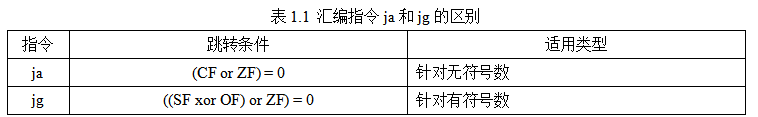 表 1.1 汇编指令 ja 和 jg 的区别
指令 跳转条件 适用类型
ja (CF or ZF) = 0 针对无符号数
jg ((SF xor OF) or ZF) = 0 针对有符号数